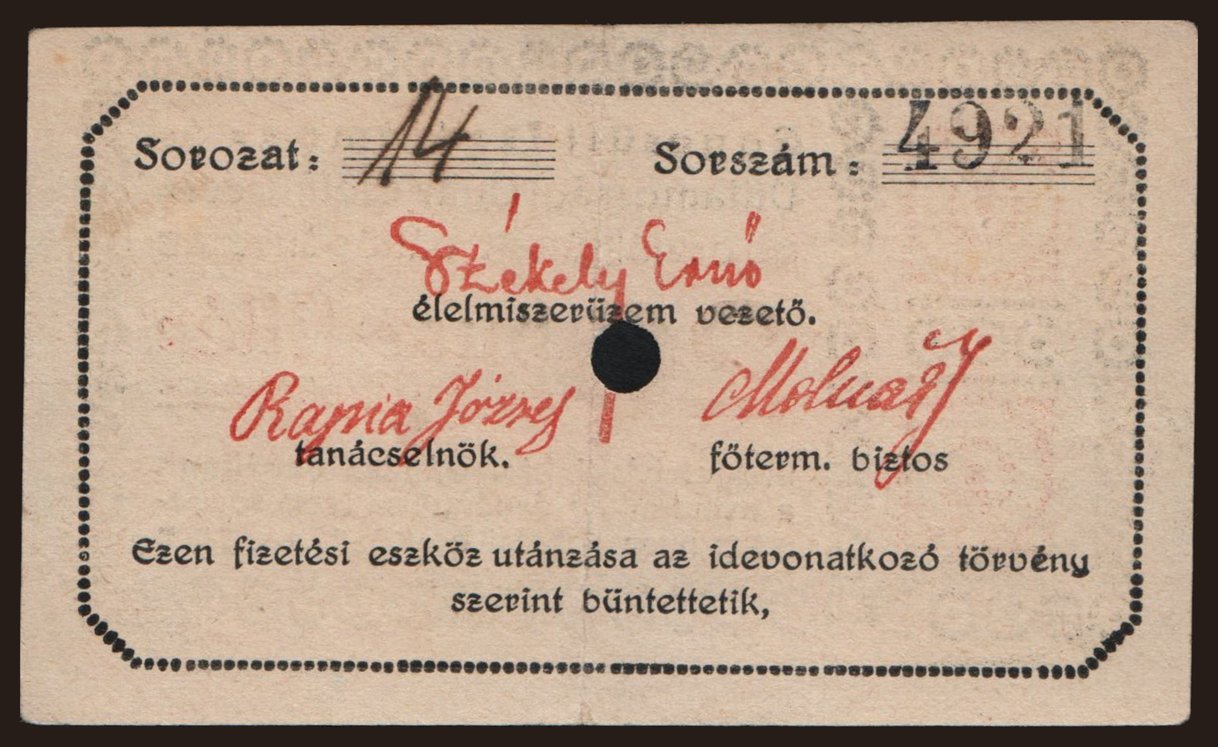 Sorozat: 14 Sorszám: 4921
Székely Ernő
élelmiszerüzem vezető.
József
tanácselnök. főterm. biztos
Ezen fizetési eszköz utánzása az idevonatkozó törvény
szerint büntettetik,